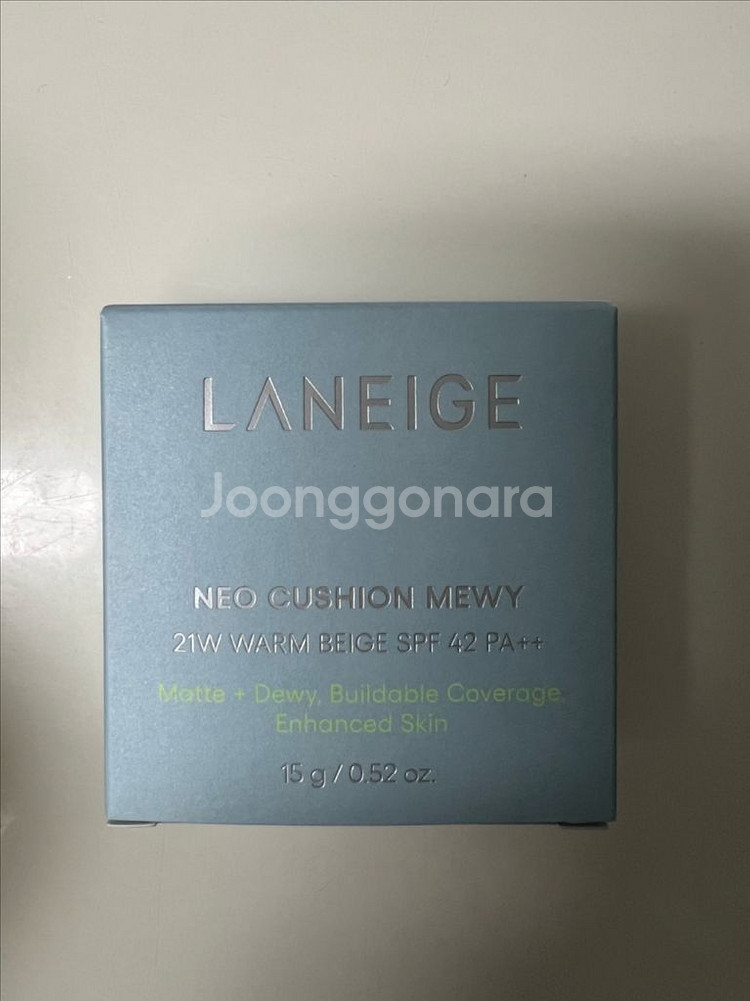 LANEIGE
Joonggonara
NEO CUSHION MEWY
21W WARM BEIGE SPF 42 PA++
Matte + Dewy, Buildable Coverage,
Enhanced Skin
15 g / 0.52 oz.